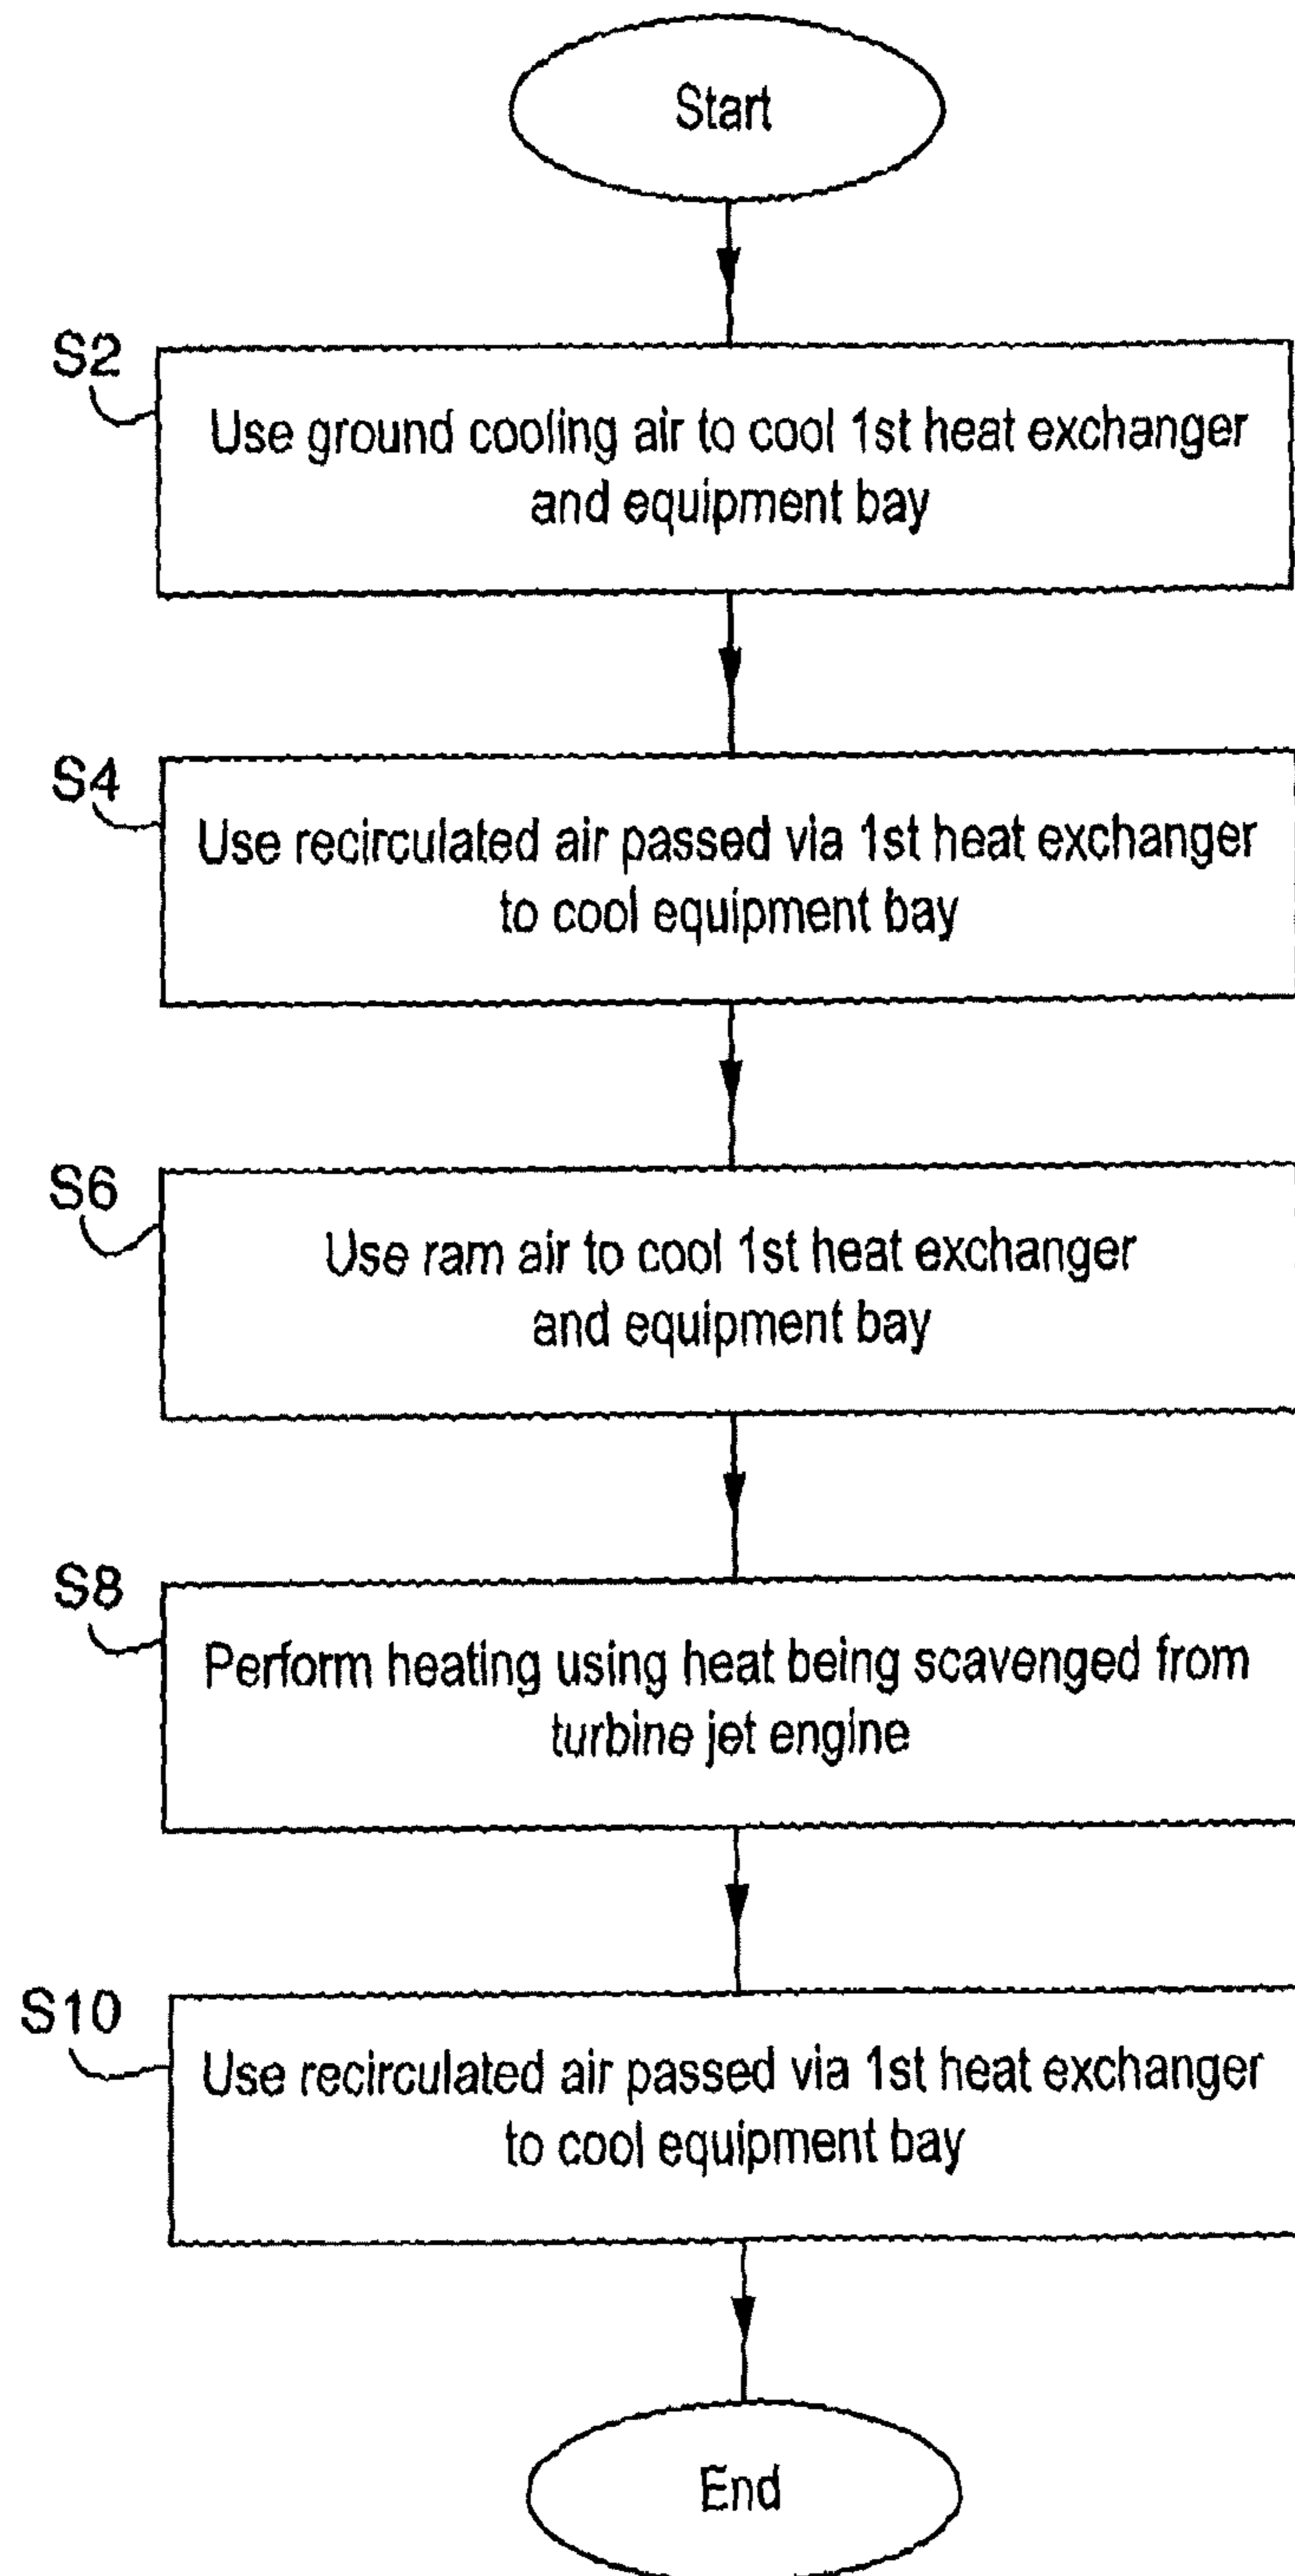 Start
S2
Use ground cooling air to cool 1st heat exchanger
and equipment bay
S4
Use recirculated air passed via 1st heat exchanger
to cool equipment bay
S6
Use ram air to cool 1st heat exchanger
and equipment bay
S8
Perform heating using heat being scavenged from
turbine jet engine
S10
Use recirculated air passed via 1st heat exchanger
to cool equipment bay
End